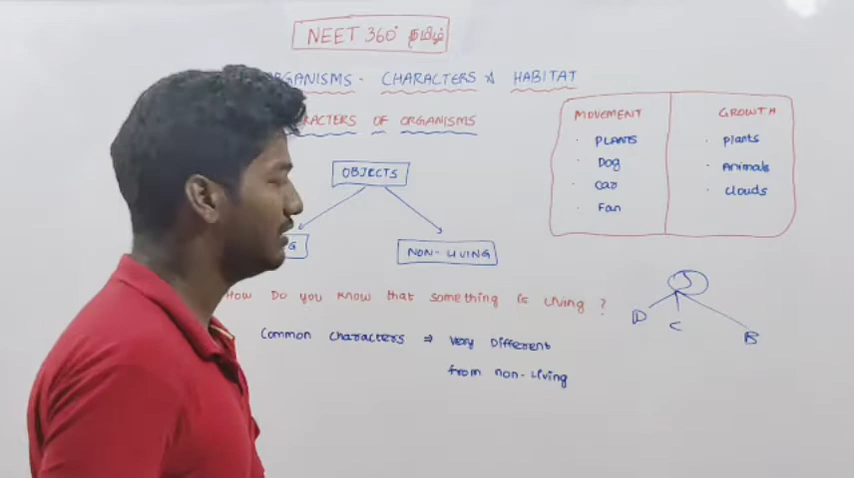 NEET 360° தமிழ்
ORGANISMS - CHARACTERS & HABITAT
CHARACTERS OF ORGANISMS
OBJECTS
G
NON-LIVING
MOVEMENT
· PLANTS
· Dog
· Car
· Fan
GROWTH
· Plants
· Animals
· Clouds
How Do you know that something is Living ?
Common Characters ⇒ Very Different
from non-Living
D
C
B